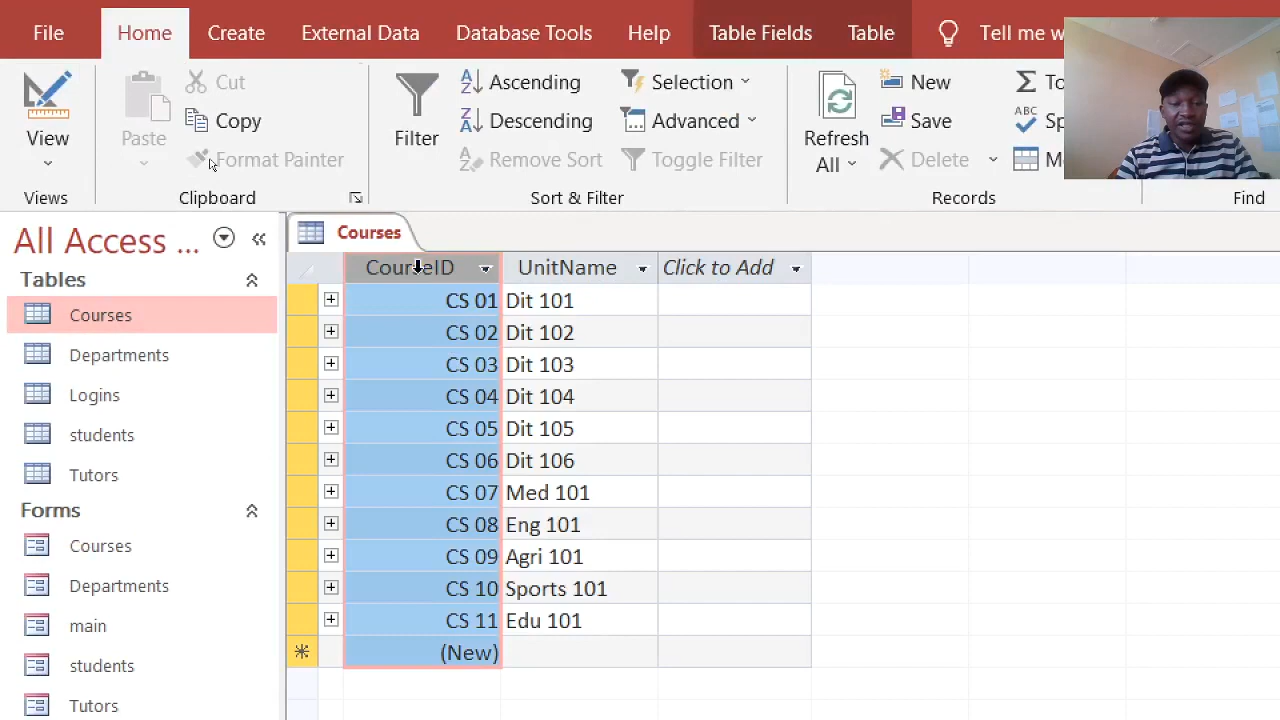 File Home Create External Data Database Tools Help Table Fields Table Tell me w
View
Views
Paste
Cut
Copy
Format Painter
Clipboard
Filter
Ascending
Descending
Remove Sort
Selection
Advanced
Toggle Filter
Sort & Filter
Refresh
All
New
Save
Delete
Records
Σ To
ABC
Sp
M
Find
All Access ...
Tables
Courses
Departments
Logins
students
Tutors
Forms
Courses
Departments
main
students
Tutors
Courses
CourseID UnitName Click to Add
CS 01 Dit 101
CS 02 Dit 102
CS 03 Dit 103
CS 04 Dit 104
CS 05 Dit 105
CS 06 Dit 106
CS 07 Med 101
CS 08 Eng 101
CS 09 Agri 101
CS 10 Sports 101
CS 11 Edu 101
(New)